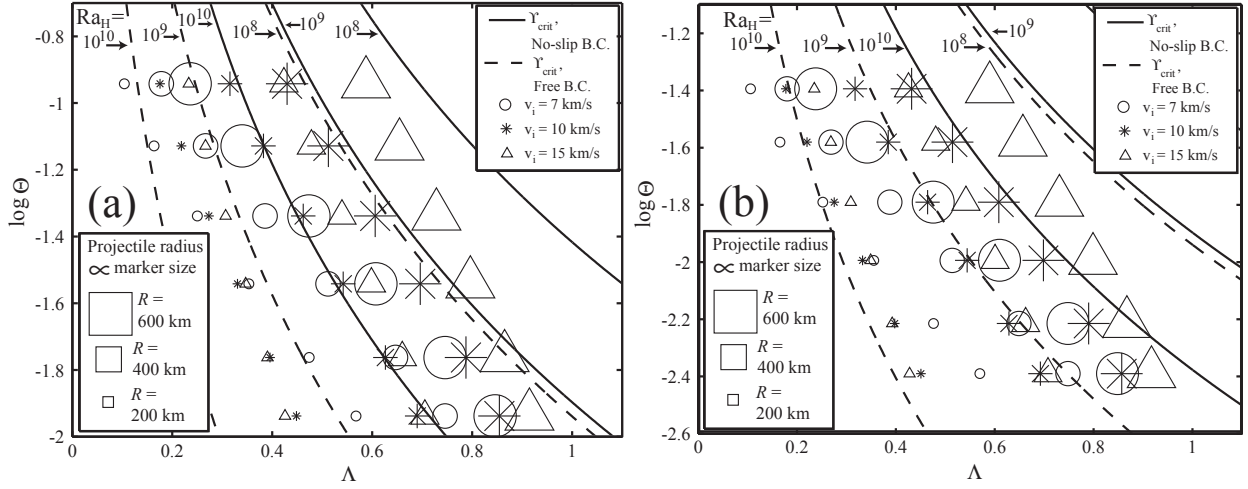 Ra_H=
10^10
10^9
10^10
10^8
10^9
10^8
ϒ_crit,
No-slip B.C.
ϒ_crit,
Free B.C.
v_i = 7 km/s
v_i = 10 km/s
v_i = 15 km/s
(a)
Projectile radius
∝ marker size
R =
600 km
R =
400 km
R =
200 km
log Θ
-0.7
-0.8
-1
-1.2
-1.4
-1.6
-1.8
-2
0 0.2 0.4 0.6 0.8 1
Λ
Ra_H=
10^10
10^9
10^10
10^8
10^9
ϒ_crit,
No-slip B.C.
ϒ_crit,
Free B.C.
v_i = 7 km/s
v_i = 10 km/s
v_i = 15 km/s
(b)
Projectile radius
∝ marker size
R =
600 km
R =
400 km
R =
200 km
log Θ
-1.2
-1.4
-1.6
-1.8
-2
-2.2
-2.4
-2.6
0 0.2 0.4 0.6 0.8 1
Λ